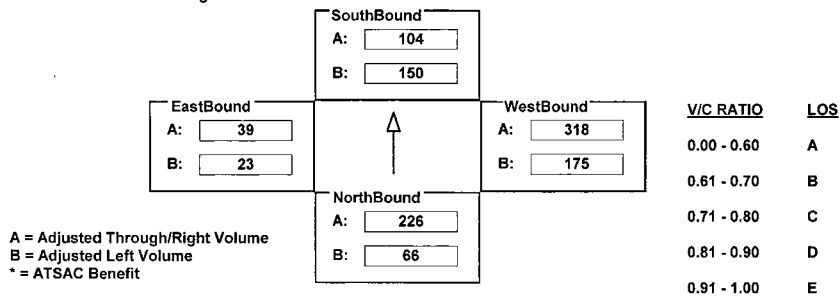 SouthBound
A: 104
B: 150
EastBound
A: 39
B: 23
WestBound
A: 318
B: 175
NorthBound
A: 226
B: 66
A = Adjusted Through/Right Volume
B = Adjusted Left Volume
* = ATSAC Benefit
V/C RATIO LOS
0.00 - 0.60 A
0.61 - 0.70 B
0.71 - 0.80 C
0.81 - 0.90 D
0.91 - 1.00 E